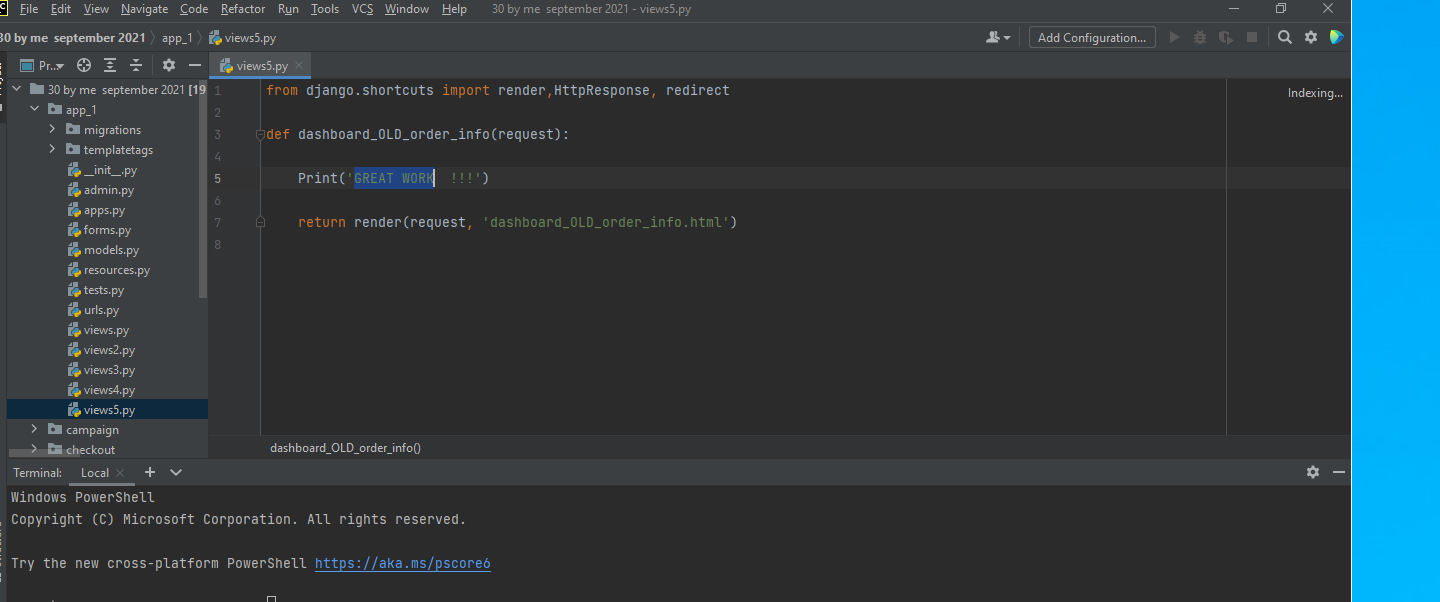 File Edit View Navigate Code Refactor Run Tools VCS Window Help 30 by me september 2021 - views5.py
30 by me september 2021 app_1 views5.py Add Configuration...
Pr... views5.py
30 by me september 2021 [19
app_1
migrations
templatetags
__init__.py
admin.py
apps.py
forms.py
models.py
resources.py
tests.py
urls.py
views.py
views2.py
views3.py
views4.py
views5.py
campaign
checkout
1 from django.shortcuts import render,HttpResponse, redirect
2
3 def dashboard_OLD_order_info(request):
4
5 Print('GREAT WORK  !!!')
6
7 return render(request, 'dashboard_OLD_order_info.html')
8
Indexing...
dashboard_OLD_order_info()
Terminal: Local
Windows PowerShell
Copyright (C) Microsoft Corporation. All rights reserved.
Try the new cross-platform PowerShell https://aka.ms/pscore6